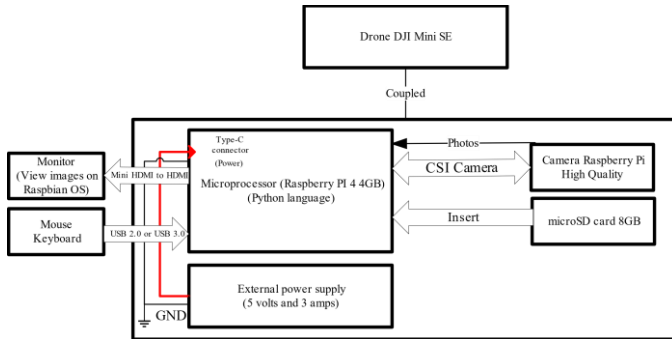 Drone DJI Mini SE
Coupled
Type-C
connector
(Power)
Photos
Monitor
(View images on
Raspbian OS)
Mini HDMI to HDMI
Microprocessor (Raspberry PI 4 4GB)
(Python language)
CSI Camera
Camera Raspberry Pi
High Quality
Mouse
Keyboard
USB 2.0 or USB 3.0
Insert
microSD card 8GB
External power supply
(5 volts and 3 amps)
GND